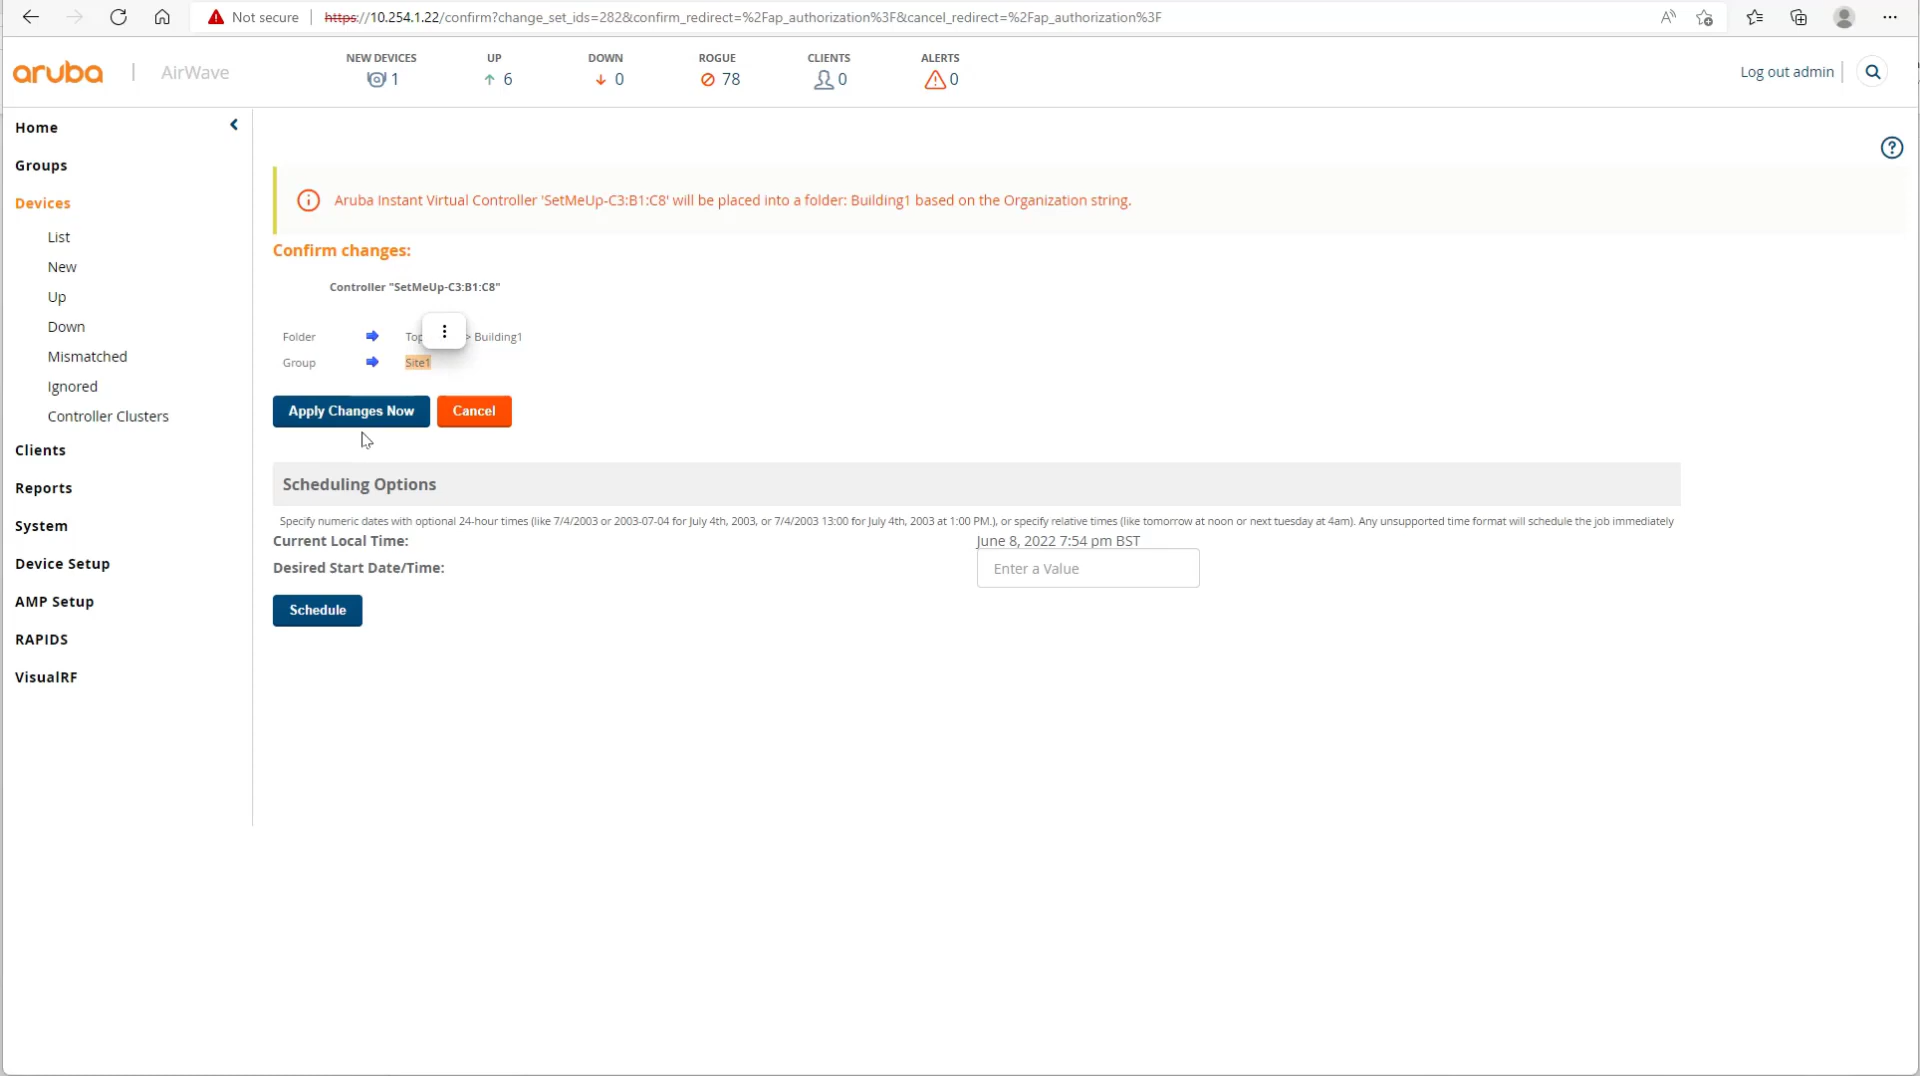 Not secure https://10.254.1.22/confirm?change_set_ids=282&confirm_redirect=%2Fap_authorization%3F&cancel_redirect=%2Fap_authorization%3F
aruba | AirWave
NEW DEVICES UP DOWN ROGUE CLIENTS ALERTS
1 6 0 78 0 0
Log out admin
Home
Groups
Devices
List
New
Up
Down
Mismatched
Ignored
Controller Clusters
Clients
Reports
System
Device Setup
AMP Setup
RAPIDS
VisualRF
Aruba Instant Virtual Controller 'SetMeUp-C3:B1:C8' will be placed into a folder: Building1 based on the Organization string.
Confirm changes:
Controller "SetMeUp-C3:B1:C8"
Folder Top > Building1
Group Site1
Apply Changes Now Cancel
Scheduling Options
Specify numeric dates with optional 24-hour times (like 7/4/2003 or 2003-07-04 for July 4th, 2003, or 7/4/2003 13:00 for July 4th, 2003 at 1:00 PM.), or specify relative times (like tomorrow at noon or next tuesday at 4am). Any unsupported time format will schedule the job immediately
Current Local Time: June 8, 2022 7:54 pm BST
Desired Start Date/Time: Enter a Value
Schedule